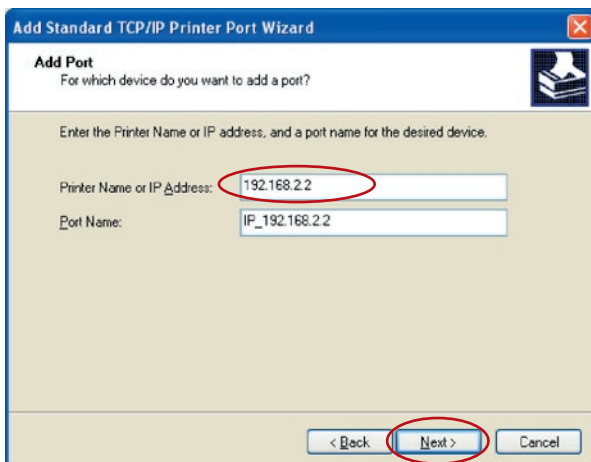 Add Standard TCP/IP Printer Port Wizard
Add Port
For which device do you want to add a port?
Enter the Printer Name or IP address, and a port name for the desired device.
Printer Name or IP Address: 192.168.2.2
Port Name: IP_192.168.2.2
< Back Next > Cancel